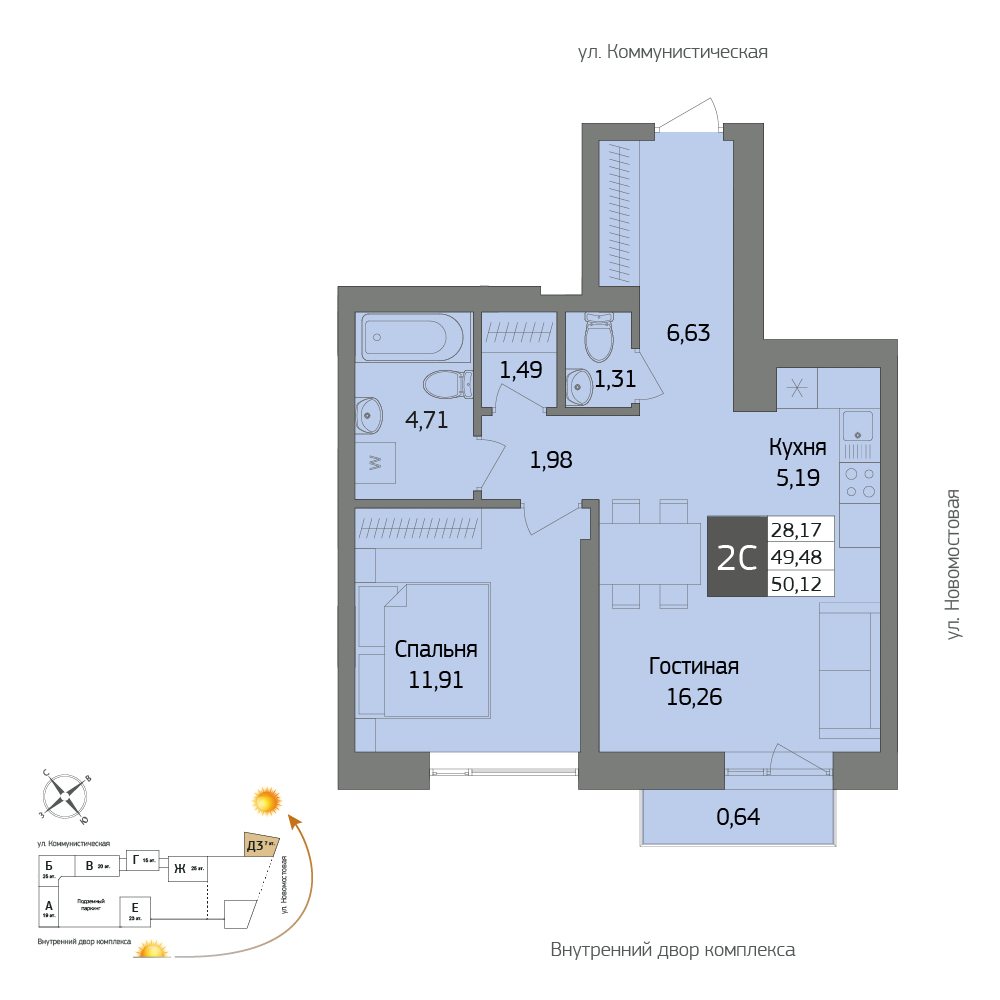 ул. Коммунистическая
6,63
1,49
1,31
4,71
1,98
Кухня
5,19
2С
28,17
49,48
50,12
W
Спальня
11,91
Гостиная
16,26
0,64
ул. Новомостовая
Внутренний двор комплекса
С
В
З
Ю
ул. Коммунистическая
Д3 7 эт.
Б
25 эт.
В 20 эт.
Г 15 эт.
Ж 25 эт.
А
19 эт.
Подземный
паркинг
Е
23 эт.
ул. Новомостовая
Внутренний двор комплекса